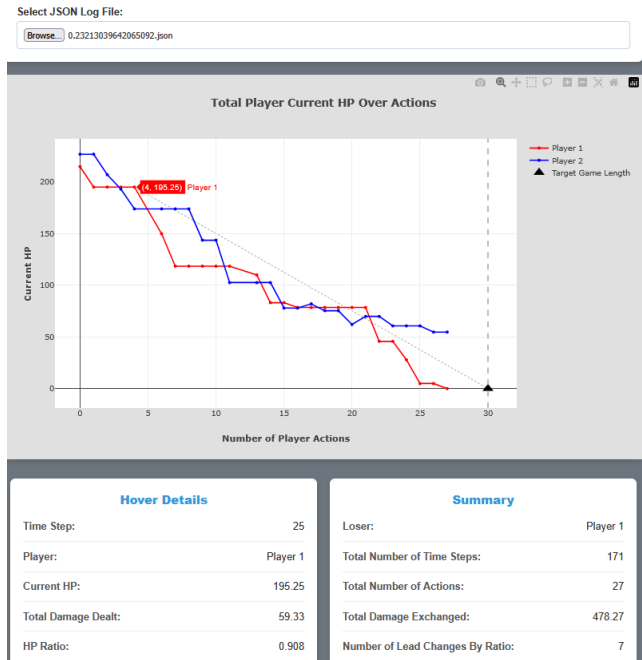 Select JSON Log File:
Browse... 0.23213039642065092.json
Total Player Current HP Over Actions
Player 1
Player 2
Target Game Length
(4, 195.25) Player 1
200
150
100
50
0
Current HP
0 5 10 15 20 25 30
Number of Player Actions
Hover Details
Time Step: 25
Player: Player 1
Current HP: 195.25
Total Damage Dealt: 59.33
HP Ratio: 0.908
Summary
Loser: Player 1
Total Number of Time Steps: 171
Total Number of Actions: 27
Total Damage Exchanged: 478.27
Number of Lead Changes By Ratio: 7